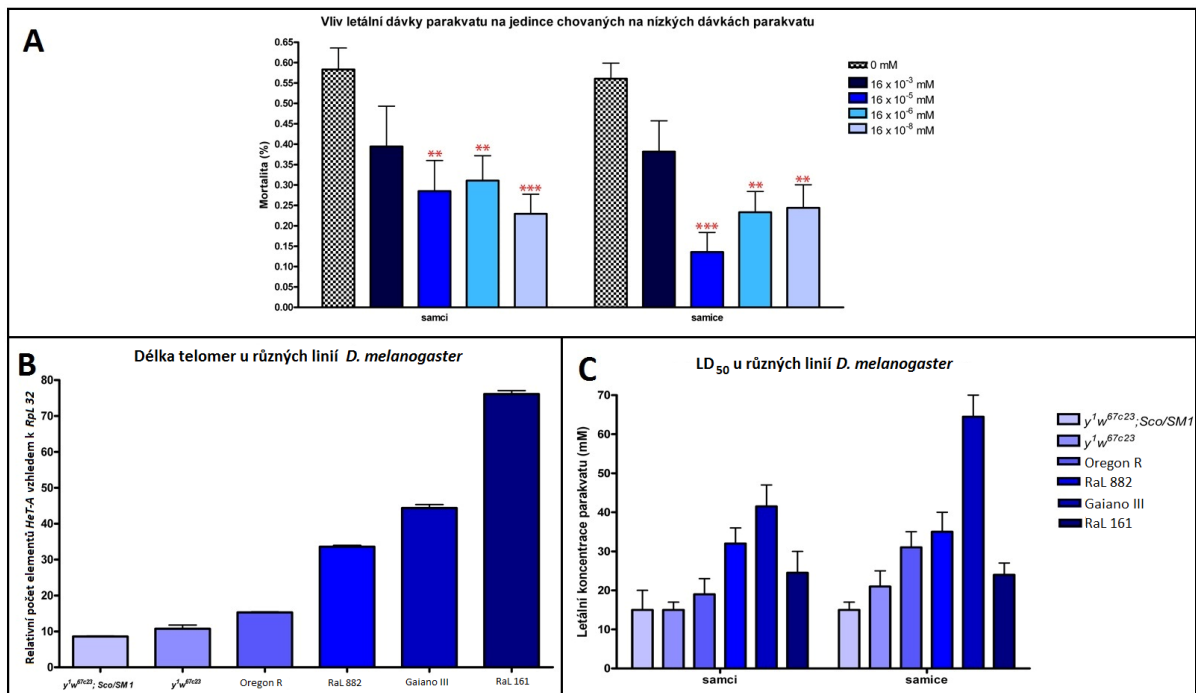 A
Vliv letální dávky parakvatu na jedince chovaných na nízkých dávkách parakvatu
Mortalita (%)
0.65
0.60
0.55
0.50
0.45
0.40
0.35
0.30
0.25
0.20
0.15
0.10
0.05
0.00
** ** ***
*** ** **
samci samice
0 mM
16 x 10⁻³ mM
16 x 10⁻⁵ mM
16 x 10⁻⁶ mM
16 x 10⁻⁸ mM
B
Délka telomer u různých linií D. melanogaster
Relativní počet elementů HeT-A vzhledem k RpL 32
80
70
60
50
40
30
20
10
0
y¹w⁶⁷ᶜ²³; Sco/SM1 y¹w⁶⁷ᶜ²³ Oregon R RaL 882 Gaiano III RaL 161
C
LD₅₀ u různých linií D. melanogaster
Letální koncentrace parakvatu (mM)
70
60
50
40
30
20
10
0
samci samice
y¹w⁶⁷ᶜ²³;Sco/SM1
y¹w⁶⁷ᶜ²³
Oregon R
RaL 882
Gaiano III
RaL 161